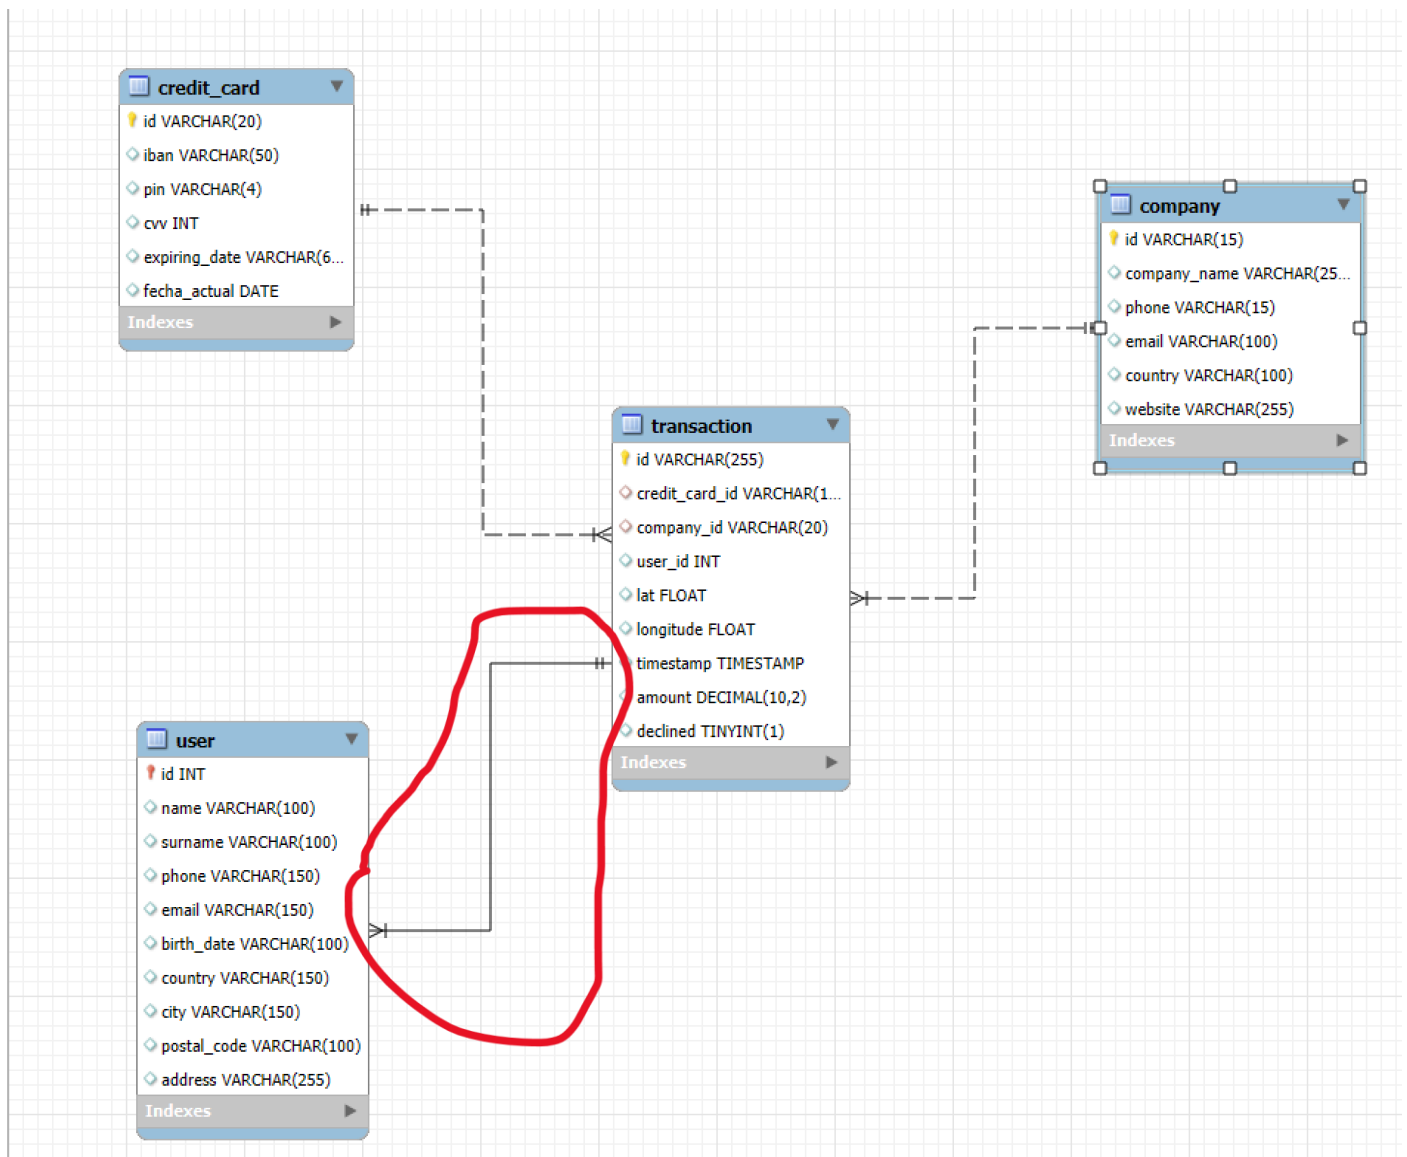 credit_card
id VARCHAR(20)
iban VARCHAR(50)
pin VARCHAR(4)
cvv INT
expiring_date VARCHAR(6...
fecha_actual DATE
Indexes
company
id VARCHAR(15)
company_name VARCHAR(25...
phone VARCHAR(15)
email VARCHAR(100)
country VARCHAR(100)
website VARCHAR(255)
Indexes
transaction
id VARCHAR(255)
credit_card_id VARCHAR(1...
company_id VARCHAR(20)
user_id INT
lat FLOAT
longitude FLOAT
timestamp TIMESTAMP
amount DECIMAL(10,2)
declined TINYINT(1)
Indexes
user
id INT
name VARCHAR(100)
surname VARCHAR(100)
phone VARCHAR(150)
email VARCHAR(150)
birth_date VARCHAR(100)
country VARCHAR(150)
city VARCHAR(150)
postal_code VARCHAR(100)
address VARCHAR(255)
Indexes